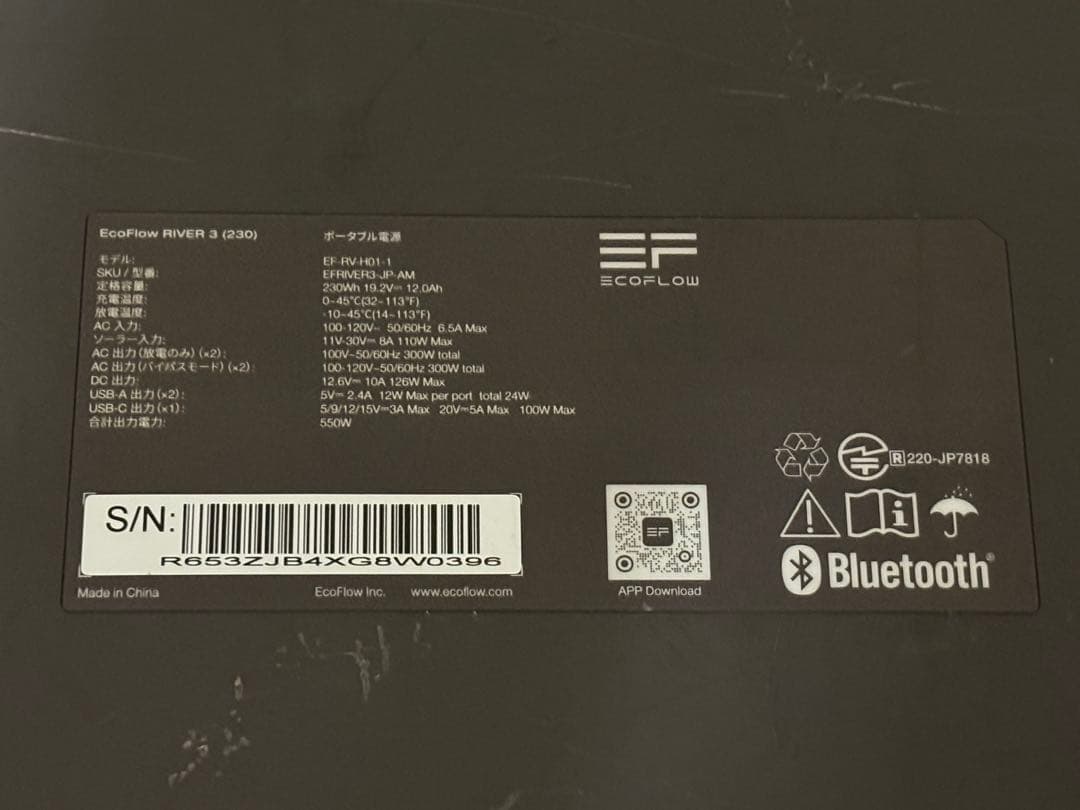 EcoFlow RIVER 3 (230) ポータブル電源
モデル: EF-RV-H01-1
SKU / 型番: EFRIVER3-JP-AM
定格容量: 230Wh 19.2V⎓ 12.0Ah
充電温度: 0~45°C(32~113°F)
放電温度: -10~45°C(14~113°F)
AC 入力: 100-120V~ 50/60Hz 6.5A Max
ソーラー入力: 11V-30V⎓ 8A 110W Max
AC 出力 (放電のみ) (×2): 100V~50/60Hz 300W total
AC 出力 (バイパスモード) (×2): 100-120V~50/60Hz 300W total
DC 出力: 12.6V⎓ 10A 126W Max
USB-A 出力 (×2): 5V⎓ 2.4A 12W Max per port total 24W
USB-C 出力 (×1): 5/9/12/15V⎓3A Max 20V⎓5A Max 100W Max
合計出力電力: 550W
EF
ECOFLOW
R 220-JP7818
S/N:
R653ZJB4XG8W0396
EF
Bluetooth®
Made in China EcoFlow Inc. www.ecoflow.com APP Download